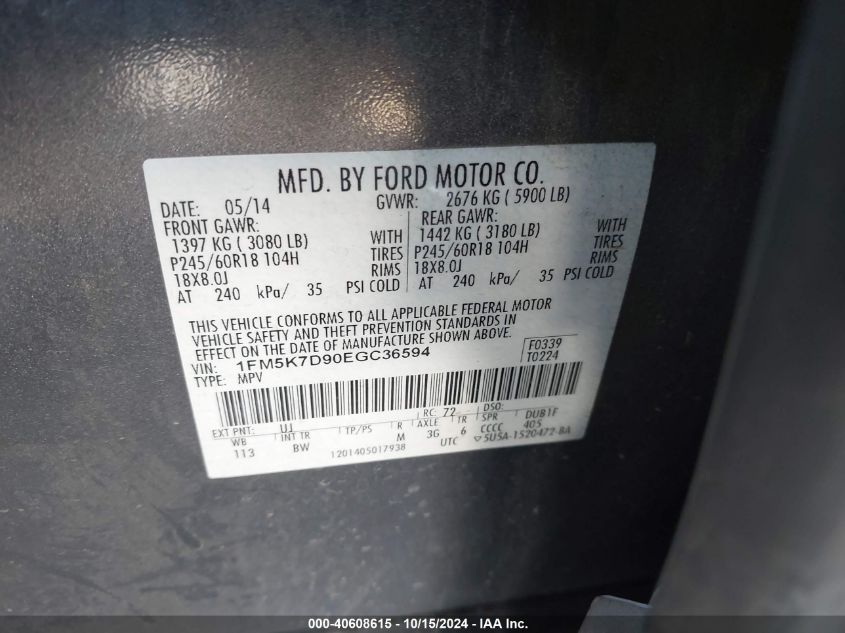 MFD. BY FORD MOTOR CO.
DATE: 05/14 GVWR: 2676 KG ( 5900 LB)
FRONT GAWR: REAR GAWR:
1397 KG ( 3080 LB) WITH 1442 KG ( 3180 LB) WITH
P245/60R18 104H TIRES P245/60R18 104H TIRES
18X8.0J RIMS 18X8.0J RIMS
AT 240 kPa/ 35 PSI COLD AT 240 kPa/ 35 PSI COLD
THIS VEHICLE CONFORMS TO ALL APPLICABLE FEDERAL MOTOR
VEHICLE SAFETY AND THEFT PREVENTION STANDARDS IN
EFFECT ON THE DATE OF MANUFACTURE SHOWN ABOVE.
VIN: 1FM5K7D90EGC36594 F0339
TYPE: MPV T0224
EXT PNT: UJ RC: 72 DSO:
WB INT TR TP/PS R AXLE TR SPR DUB1F
113 BW M 3G 6 CCCC 405
1201405017938 UTC ▽5U5A-1520472-BA
000-40608615 - 10/15/2024 - IAA Inc.